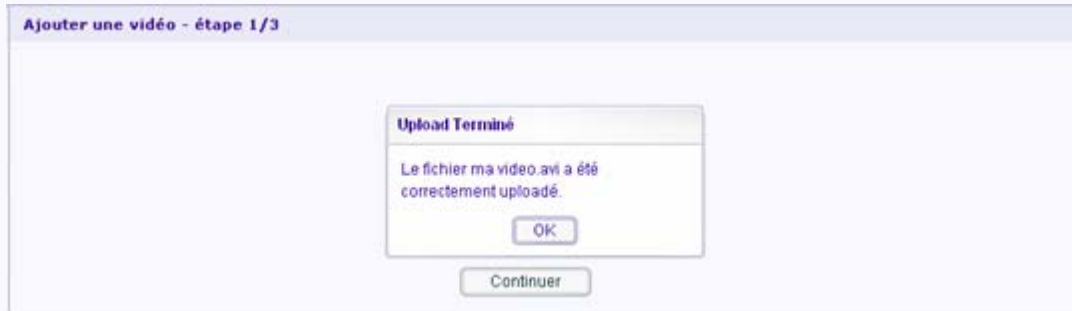 Ajouter une vidéo - étape 1/3
Upload Terminé
Le fichier ma video.avi a été
correctement uploadé.
OK
Continuer